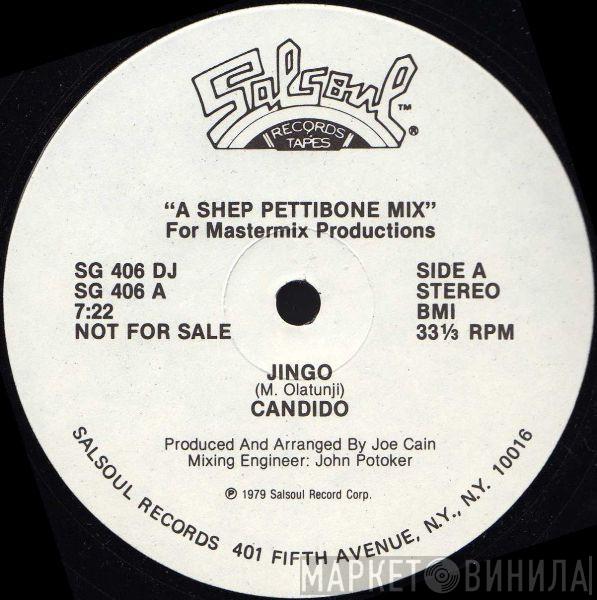 Salsoul
TM
RECORDS
TAPES
®
"A SHEP PETTIBONE MIX"
For Mastermix Productions
SG 406 DJ
SG 406 A
7:22
NOT FOR SALE
SIDE A
STEREO
BMI
33⅓ RPM
JINGO
(M. Olatunji)
CANDIDO
Produced And Arranged By Joe Cain
Mixing Engineer: John Potoker
℗ 1979 Salsoul Record Corp.
SALSOUL RECORDS 401 FIFTH AVENUE, N.Y., N.Y. 10016
МАРКЕТ ВИНИЛА